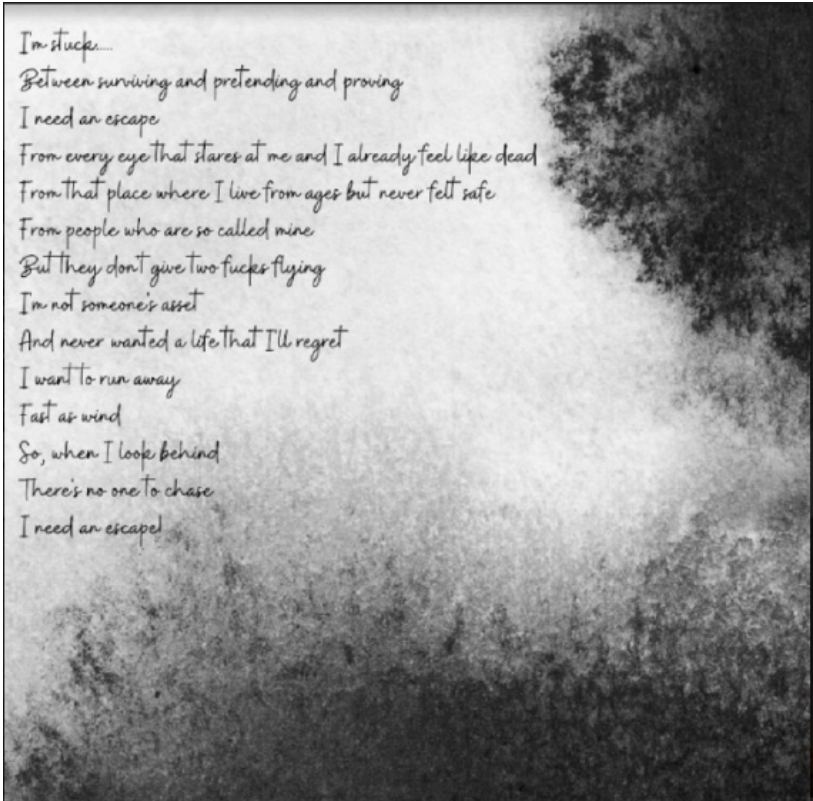 I'm stuck.....
Between surviving and pretending and proving
I need an escape
From every eye that stares at me and I already feel like dead
From that place where I live from ages but never felt safe
From people who are so called mine
But they don't give two fucks flying
I'm not someone's asset
And never wanted a life that I'll regret
I want to run away
Fast as wind
So, when I look behind
There's no one to chase
I need an escape!